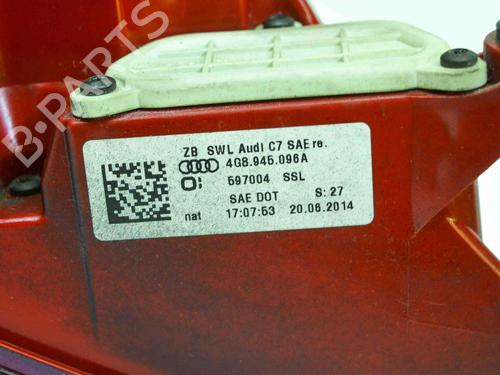 B-PARTS
ZB SWL Audi C7 SAE re.
4G8.945.096A
597004 SSL
SAE DOT S: 27
nat 17:07:53 20.06.2014